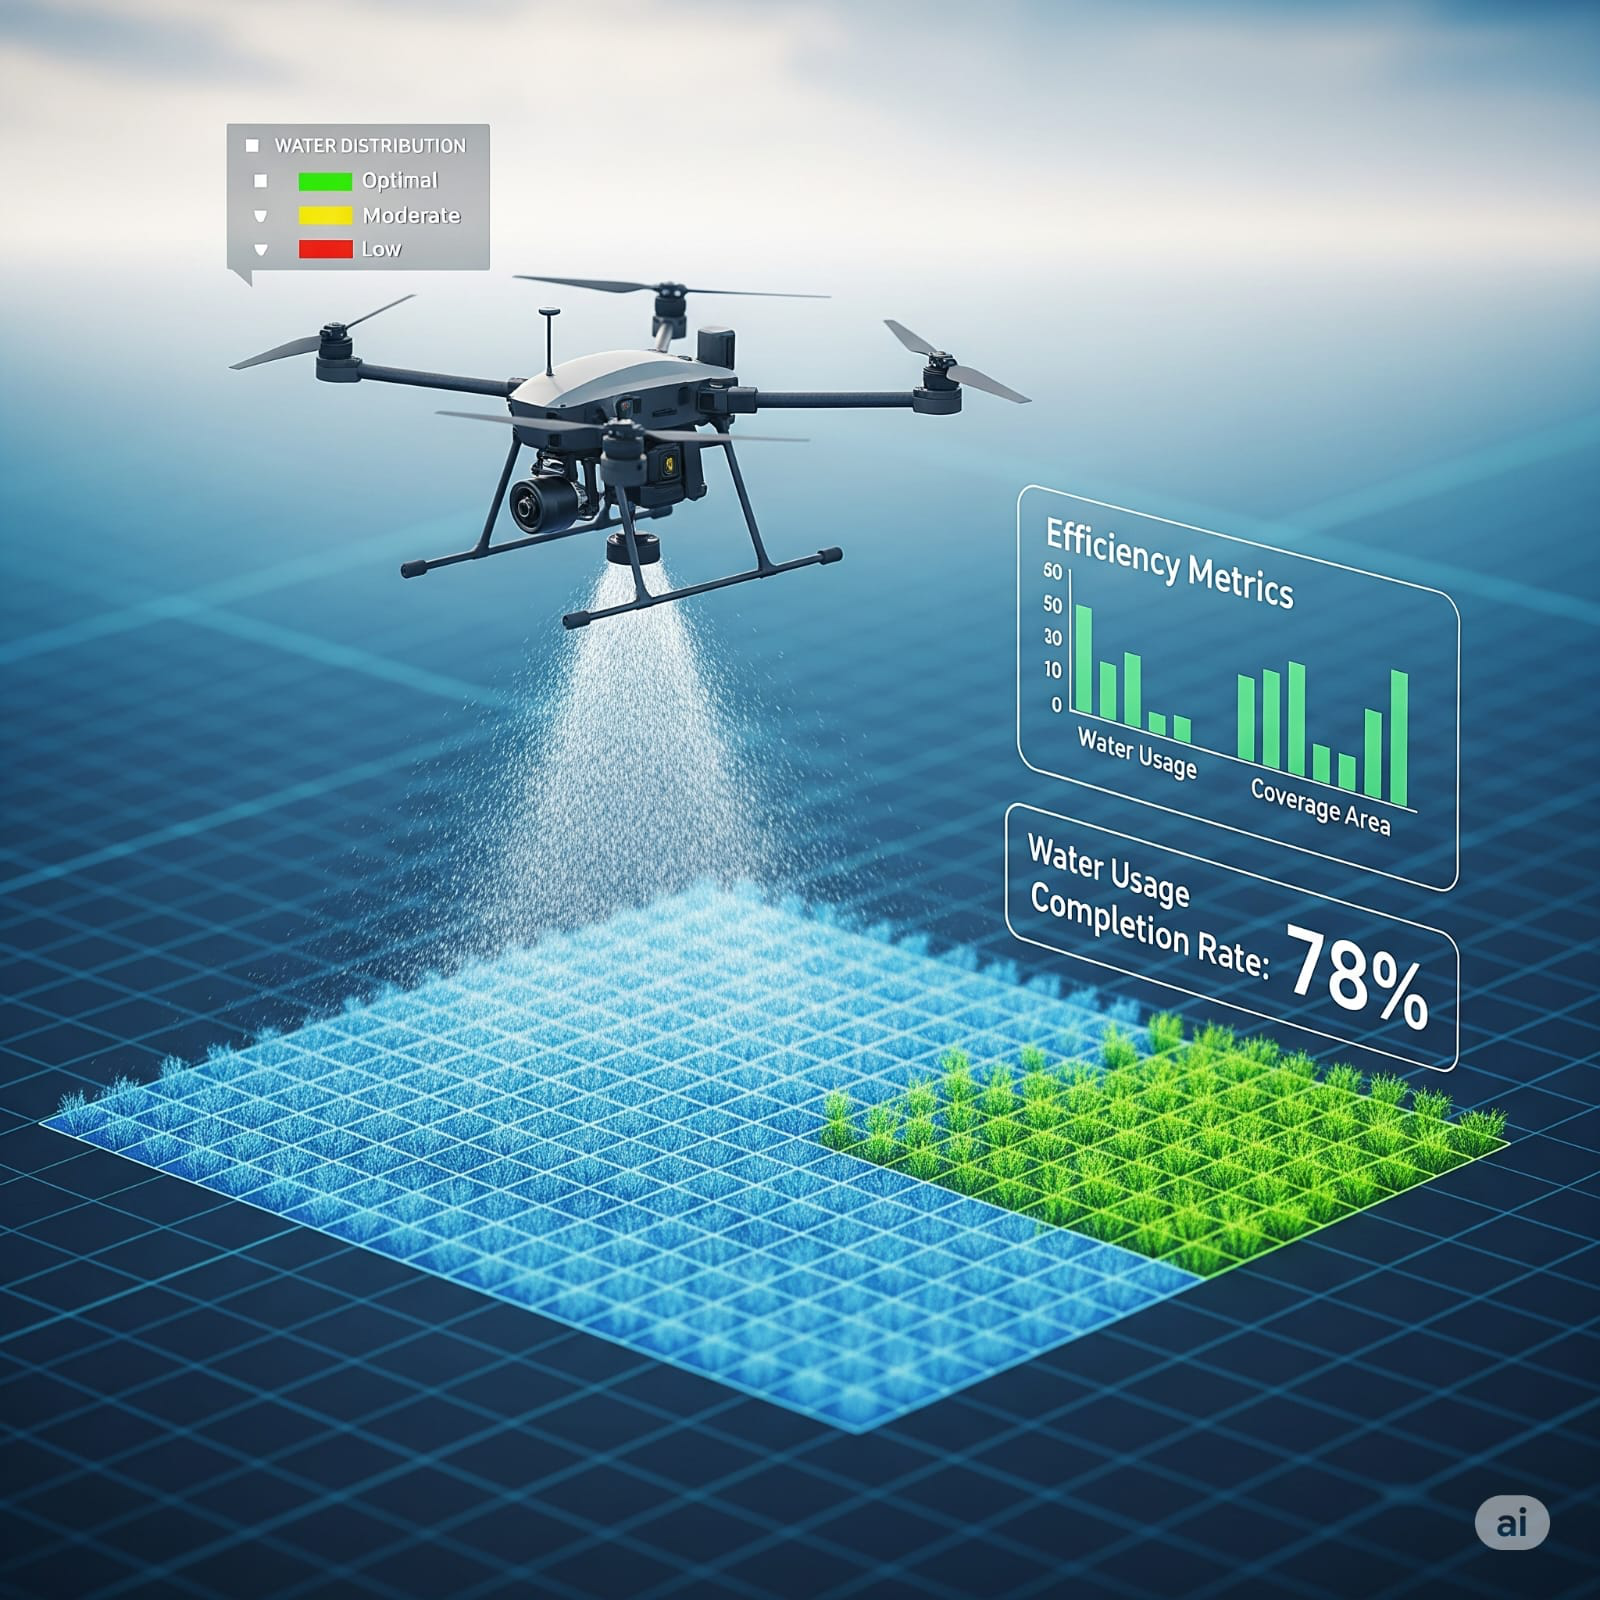 WATER DISTRIBUTION
Optimal
Moderate
Low
Efficiency Metrics
60
50
30
10
0
Water Usage
Coverage Area
Water Usage
Completion Rate: 78%
ai